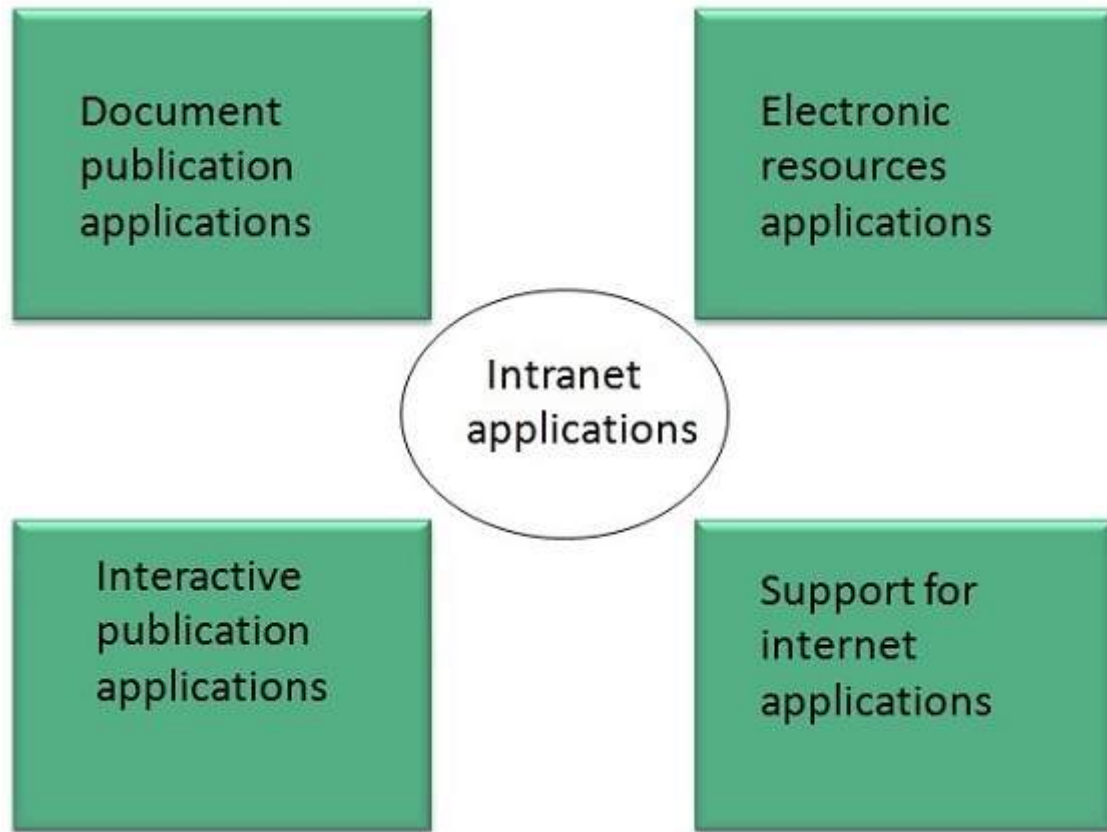 Document
publication
applications
Electronic
resources
applications
Intranet
applications
Interactive
publication
applications
Support for
internet
applications